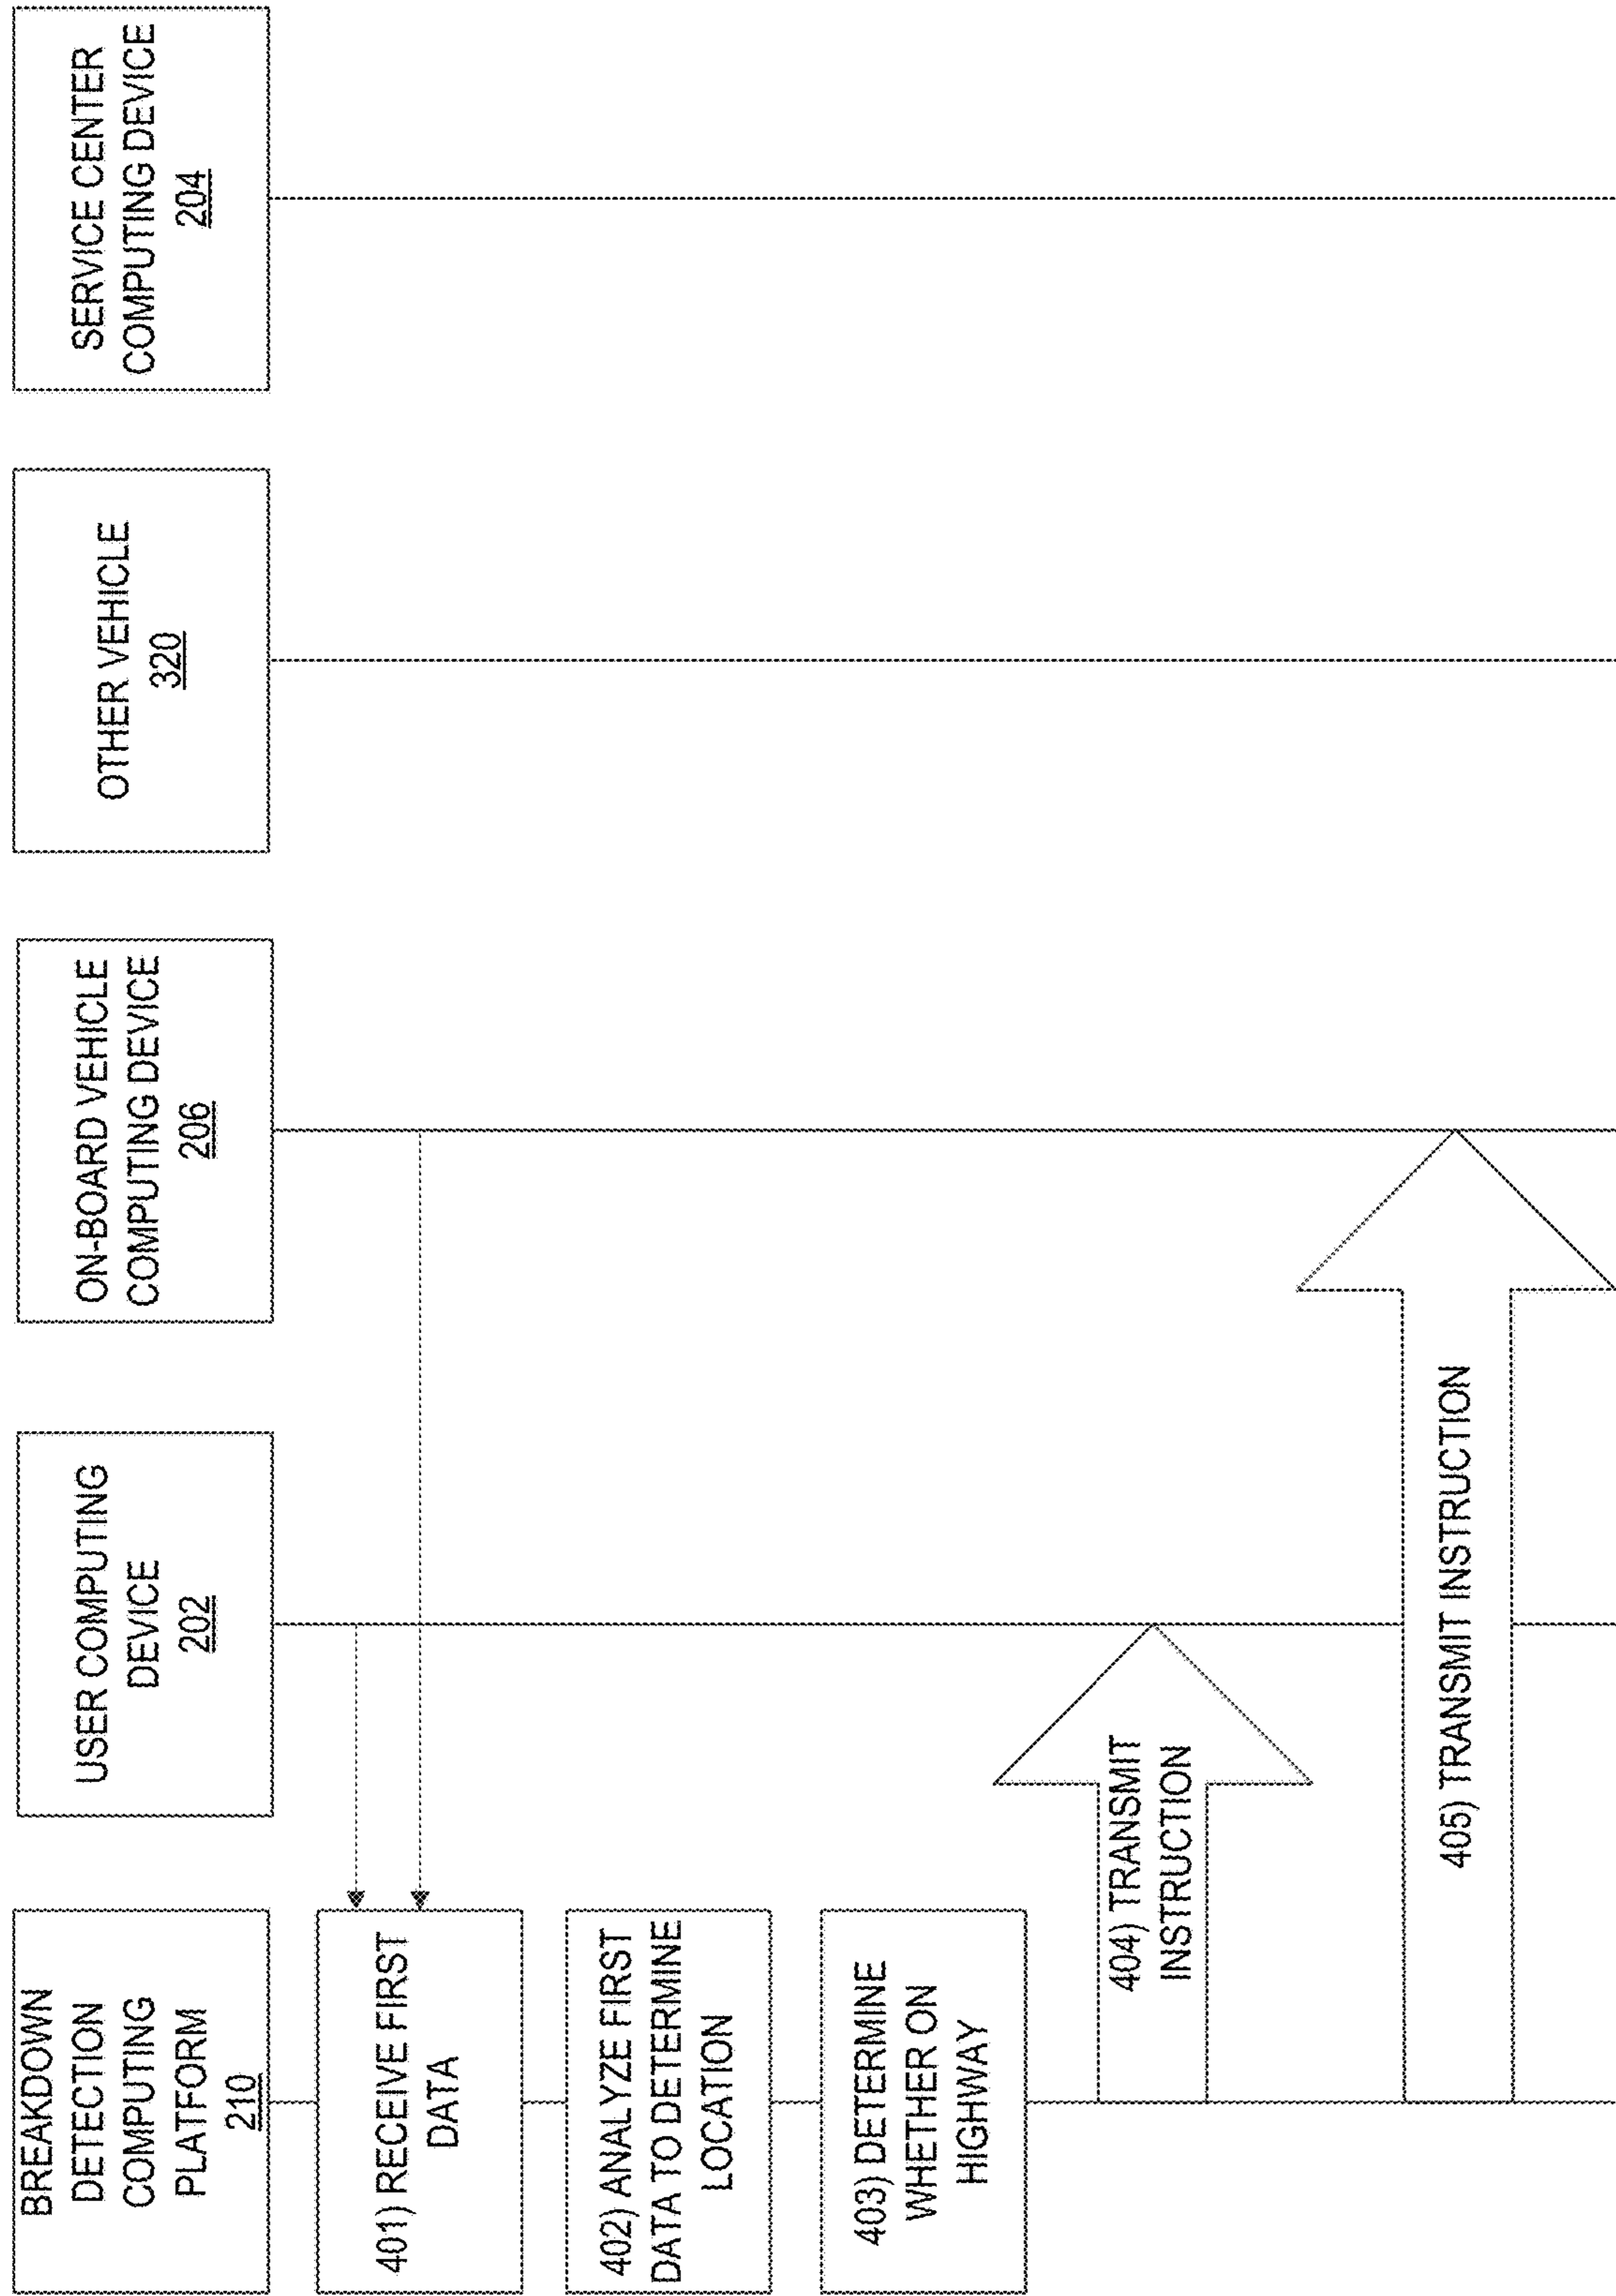 BREAKDOWN
DETECTION
COMPUTING
PLATFORM
210
USER COMPUTING
DEVICE
202
ON-BOARD VEHICLE
COMPUTING DEVICE
206
OTHER VEHICLE
320
SERVICE CENTER
COMPUTING DEVICE
204
401) RECEIVE FIRST
DATA
402) ANALYZE FIRST
DATA TO DETERMINE
LOCATION
403) DETERMINE
WHETHER ON
HIGHWAY
404) TRANSMIT
INSTRUCTION
405) TRANSMIT INSTRUCTION